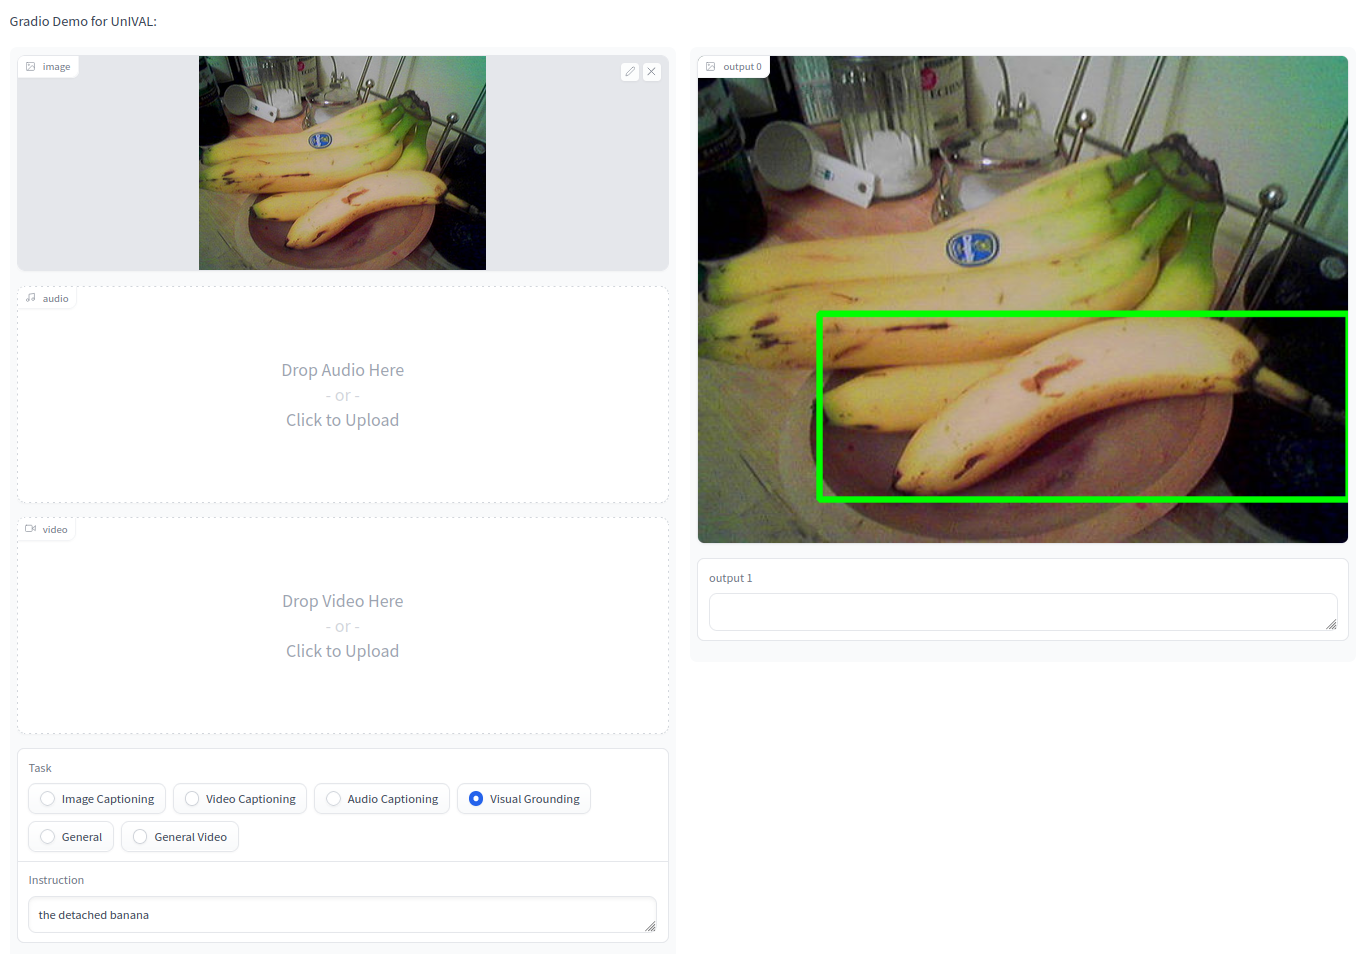 Gradio Demo for UnIVAL:
image
audio
Drop Audio Here
- or -
Click to Upload
video
Drop Video Here
- or -
Click to Upload
Task
Image Captioning
Video Captioning
Audio Captioning
Visual Grounding
General
General Video
Instruction
the detached banana
output 0
output 1